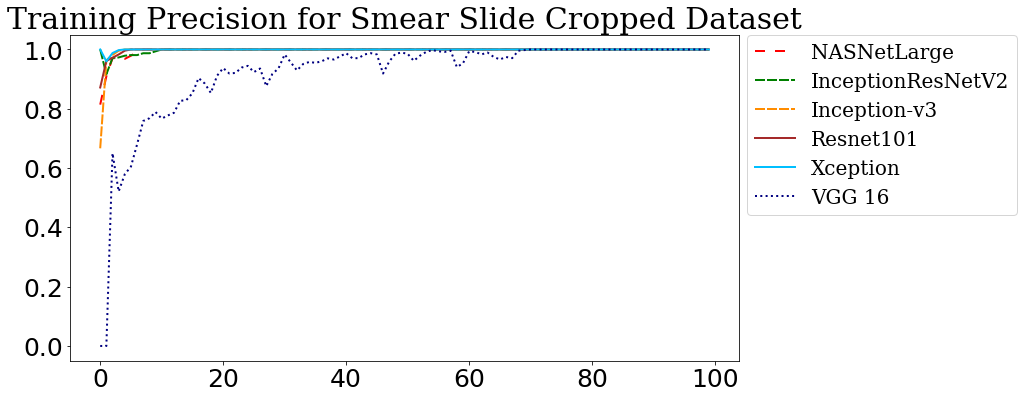 Training Precision for Smear Slide Cropped Dataset
1.0
0.8
0.6
0.4
0.2
0.0
0 20 40 60 80 100
NASNetLarge
InceptionResNetV2
Inception-v3
Resnet101
Xception
VGG 16